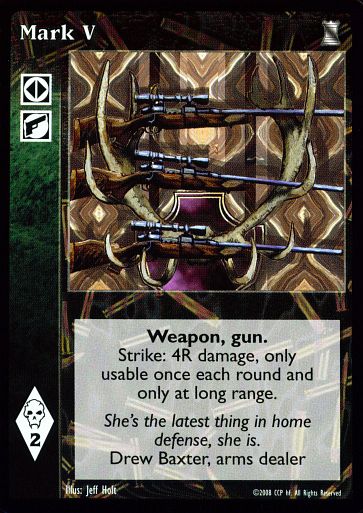 Mark V
Weapon, gun.
Strike: 4R damage, only
usable once each round and
only at long range.
She's the latest thing in home
defense, she is.
Drew Baxter, arms dealer
2
Illus: Jeff Holt
©2008 CCP hf. All Rights Reserved